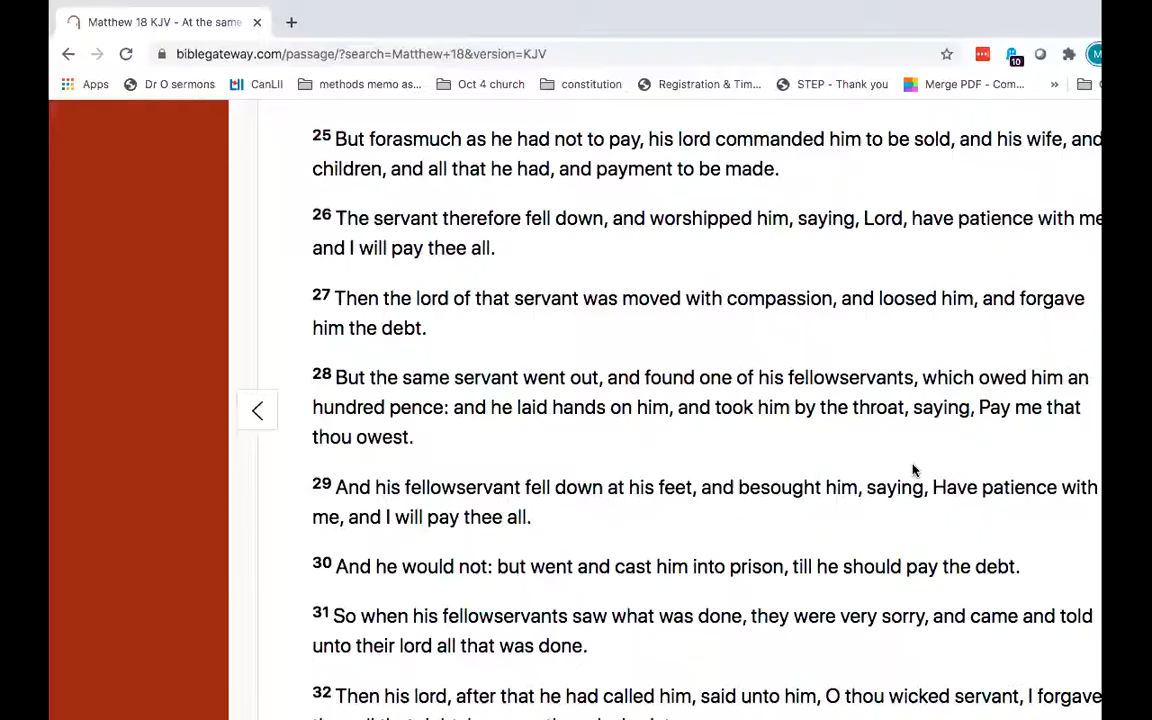 Matthew 18 KJV - At the same
biblegateway.com/passage/?search=Matthew+18&version=KJV
10
M
Apps Dr O sermons CanLII methods memo as... Oct 4 church constitution Registration & Tim... STEP - Thank you Merge PDF - Com... »
25 But forasmuch as he had not to pay, his lord commanded him to be sold, and his wife, and
children, and all that he had, and payment to be made.
26 The servant therefore fell down, and worshipped him, saying, Lord, have patience with me
and I will pay thee all.
27 Then the lord of that servant was moved with compassion, and loosed him, and forgave
him the debt.
28 But the same servant went out, and found one of his fellowservants, which owed him an
hundred pence: and he laid hands on him, and took him by the throat, saying, Pay me that
thou owest.
29 And his fellowservant fell down at his feet, and besought him, saying, Have patience with
me, and I will pay thee all.
30 And he would not: but went and cast him into prison, till he should pay the debt.
31 So when his fellowservants saw what was done, they were very sorry, and came and told
unto their lord all that was done.
32 Then his lord, after that he had called him, said unto him, O thou wicked servant, I forgave